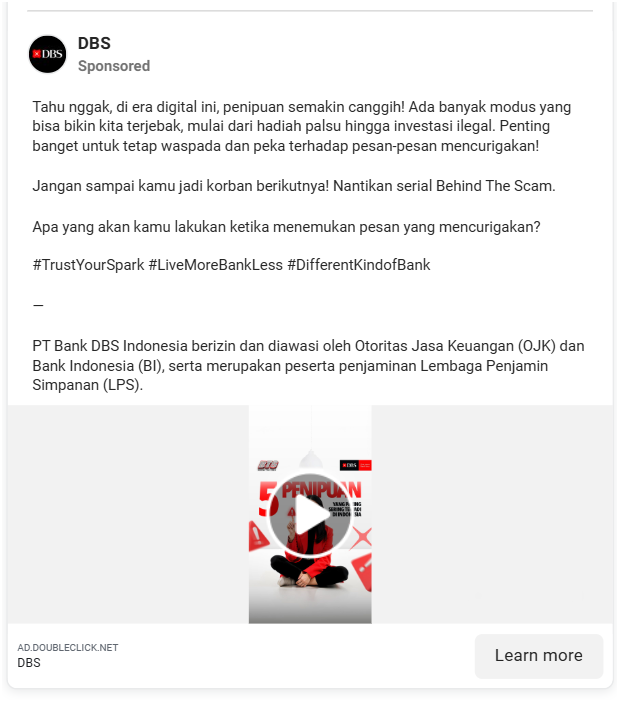 DBS
DBS
Sponsored
Tahu nggak, di era digital ini, penipuan semakin canggih! Ada banyak modus yang
bisa bikin kita terjebak, mulai dari hadiah palsu hingga investasi ilegal. Penting
banget untuk tetap waspada dan peka terhadap pesan-pesan mencurigakan!
Jangan sampai kamu jadi korban berikutnya! Nantikan serial Behind The Scam.
Apa yang akan kamu lakukan ketika menemukan pesan yang mencurigakan?
#TrustYourSpark #LiveMoreBankLess #DifferentKindofBank
—
PT Bank DBS Indonesia berizin dan diawasi oleh Otoritas Jasa Keuangan (OJK) dan
Bank Indonesia (BI), serta merupakan peserta penjaminan Lembaga Penjamin
Simpanan (LPS).
BTS
DBS
5 PENIPUAN
YANG
SERING
DI INDONESIA
AD.DOUBLECLICK.NET
DBS
Learn more